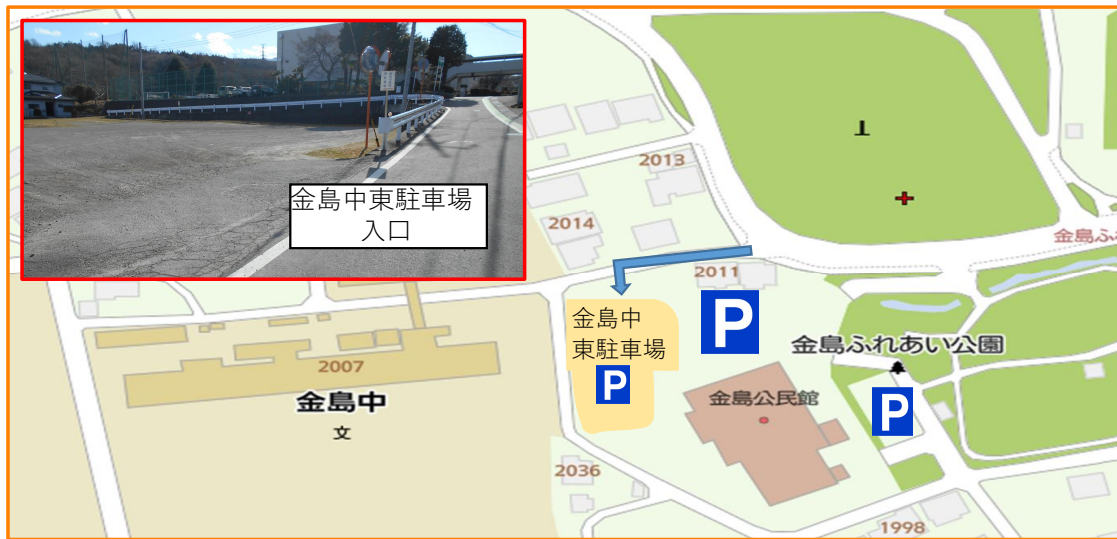 金島中東駐車場
入口
2013
2014
金島ふれ
2011
P
金島中
東駐車場
P
金島ふれあい公園
2007
金島中
文
金島公民館
P
2036
1998